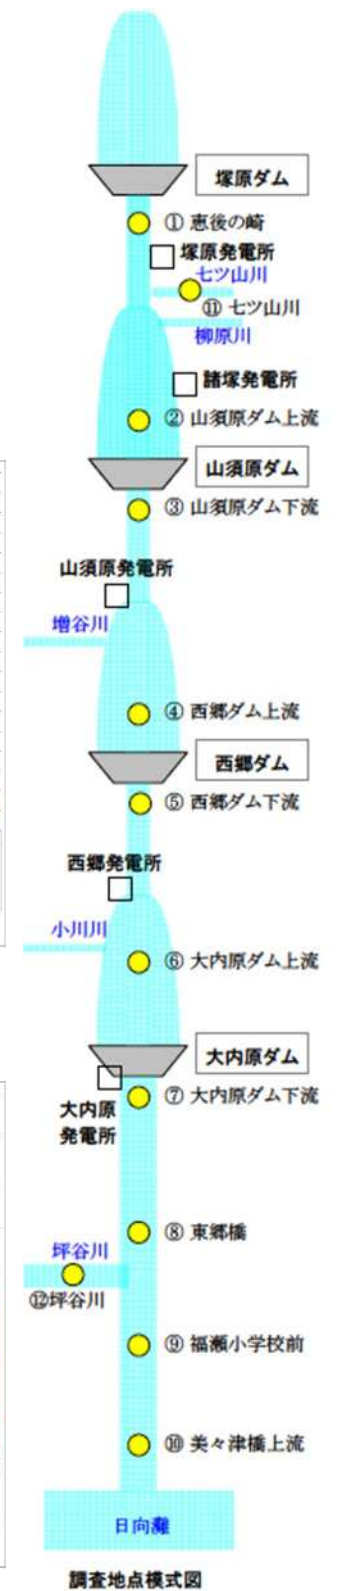 塚原ダム
① 恵後の崎
塚原発電所
七ツ山川
⑪ 七ツ山川
柳原川
諸塚発電所
② 山須原ダム上流
山須原ダム
③ 山須原ダム下流
山須原発電所
増谷川
④ 西郷ダム上流
西郷ダム
⑤ 西郷ダム下流
西郷発電所
小川川
⑥ 大内原ダム上流
大内原ダム
⑦ 大内原ダム下流
大内原
発電所
⑧ 東郷橋
坪谷川
⑫坪谷川
⑨ 福瀬小学校前
⑩ 美々津橋上流
日向灘
調査地点模式図